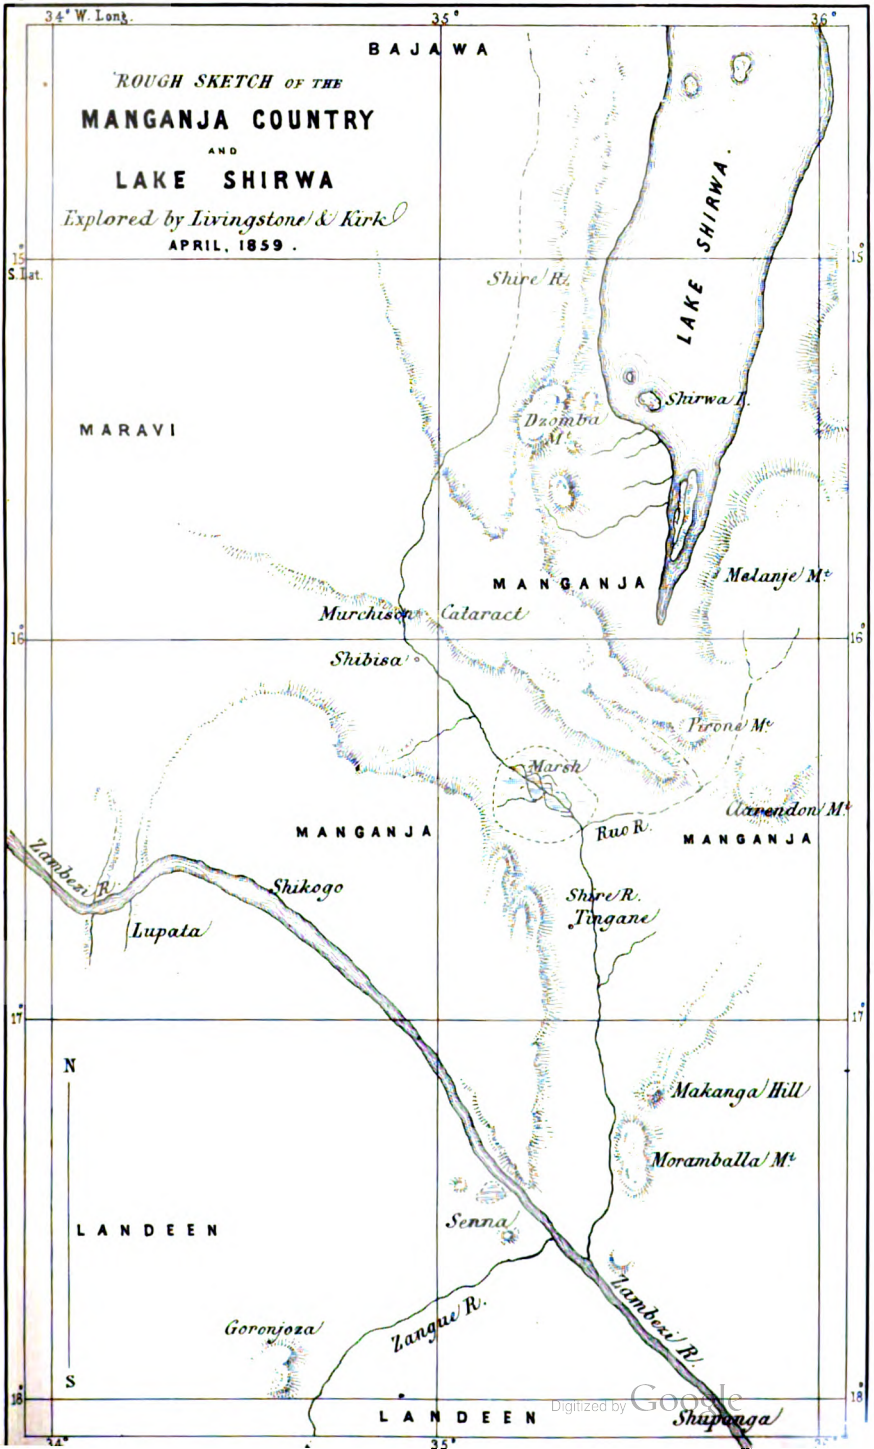 34° W. Long. 35° 36°
BAJAWA
ROUGH SKETCH OF THE
MANGANJA COUNTRY
AND
LAKE SHIRWA
Explored by Livingstone & Kirk
APRIL, 1859.
LAKE SHIRWA.
15° 15°
S. Lat.
Shire R.
Shirwa I.
Dzomba
Mt.
MARAVI
MANGANJA
Melanje Mt.
Murchison Cataract
16° 16°
Shibisa
Pirone Mt.
Marsh
Clarendon Mt.
MANGANJA
Ruo R.
MANGANJA
Zambezi R.
Shikogo
Shire R.
Tingane
Lupata
17° 17°
N
Makanga Hill
Moramballa Mt.
Senna
LANDEEN
Zambezi R.
Zangue R.
Goronjoza
S
18° 18°
Digitized by Google
LANDEEN
Shupanga
34° 35° 36°